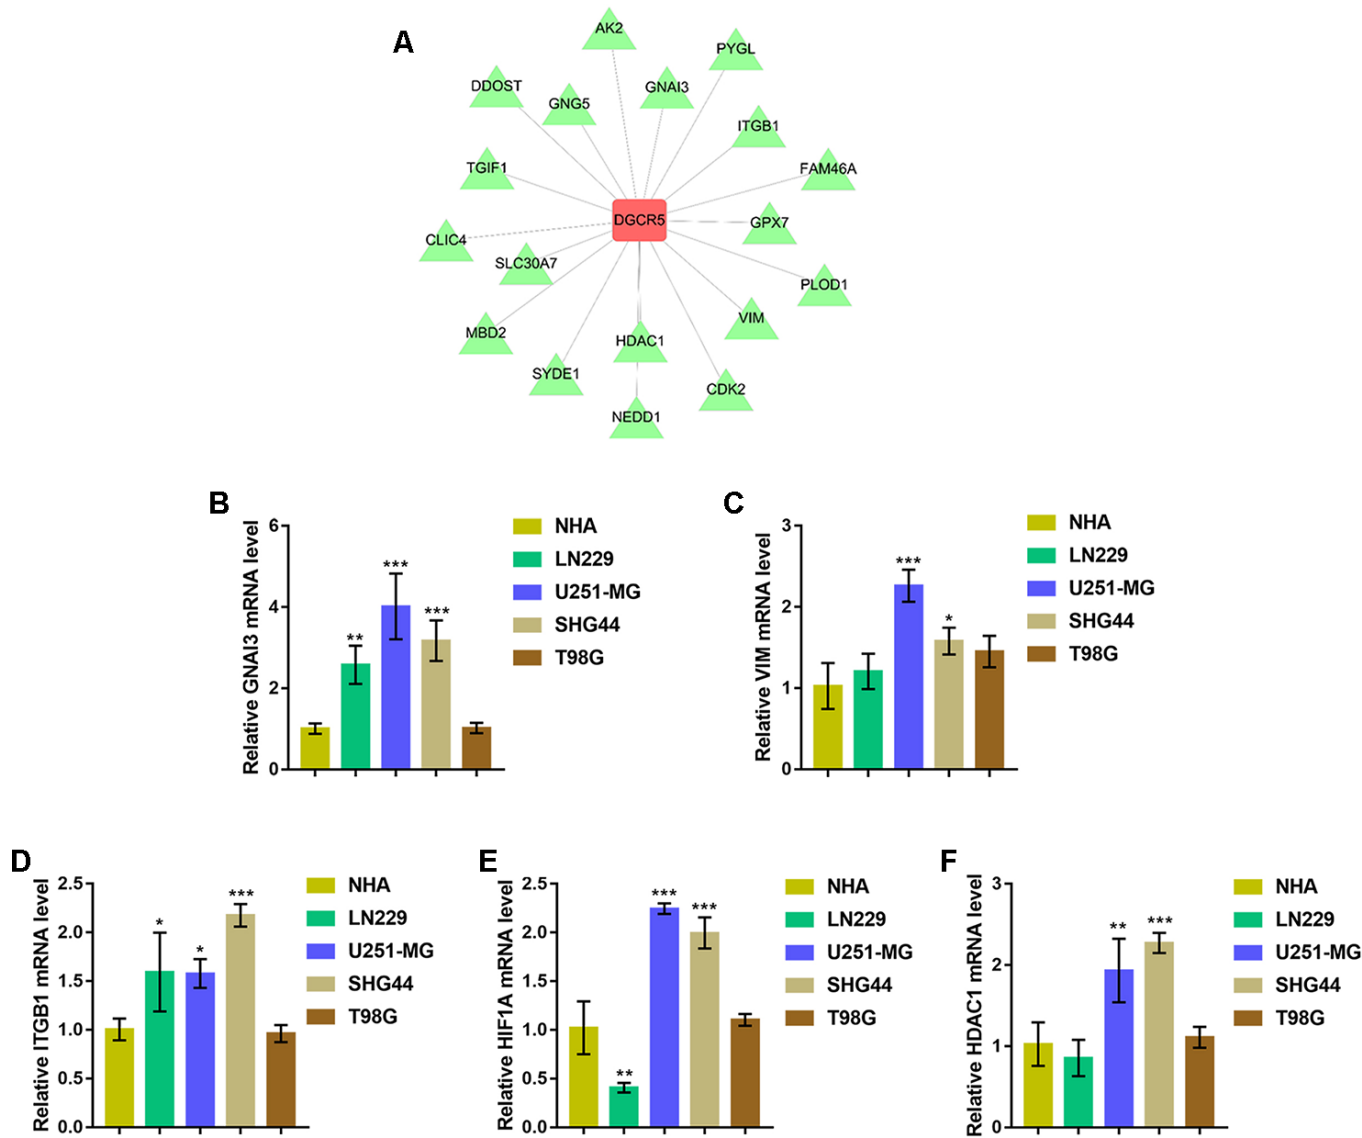 A
AK2
PYGL
DDOST
GNG5
GNAI3
ITGB1
TGIF1
FAM46A
DGCR5
GPX7
CLIC4
SLC30A7
PLOD1
MBD2
HDAC1
VIM
SYDE1
CDK2
NEDD1
B
Relative GNAI3 mRNA level
6
4
2
0
**
***
***
NHA
LN229
U251-MG
SHG44
T98G
C
Relative VIM mRNA level
3
2
1
0
***
*
NHA
LN229
U251-MG
SHG44
T98G
D
Relative ITGB1 mRNA level
2.5
2.0
1.5
1.0
0.5
0.0
*
*
***
NHA
LN229
U251-MG
SHG44
T98G
E
Relative HIF1A mRNA level
2.5
2.0
1.5
1.0
0.5
0.0
**
***
***
NHA
LN229
U251-MG
SHG44
T98G
F
Relative HDAC1 mRNA level
3
2
1
0
**
***
NHA
LN229
U251-MG
SHG44
T98G